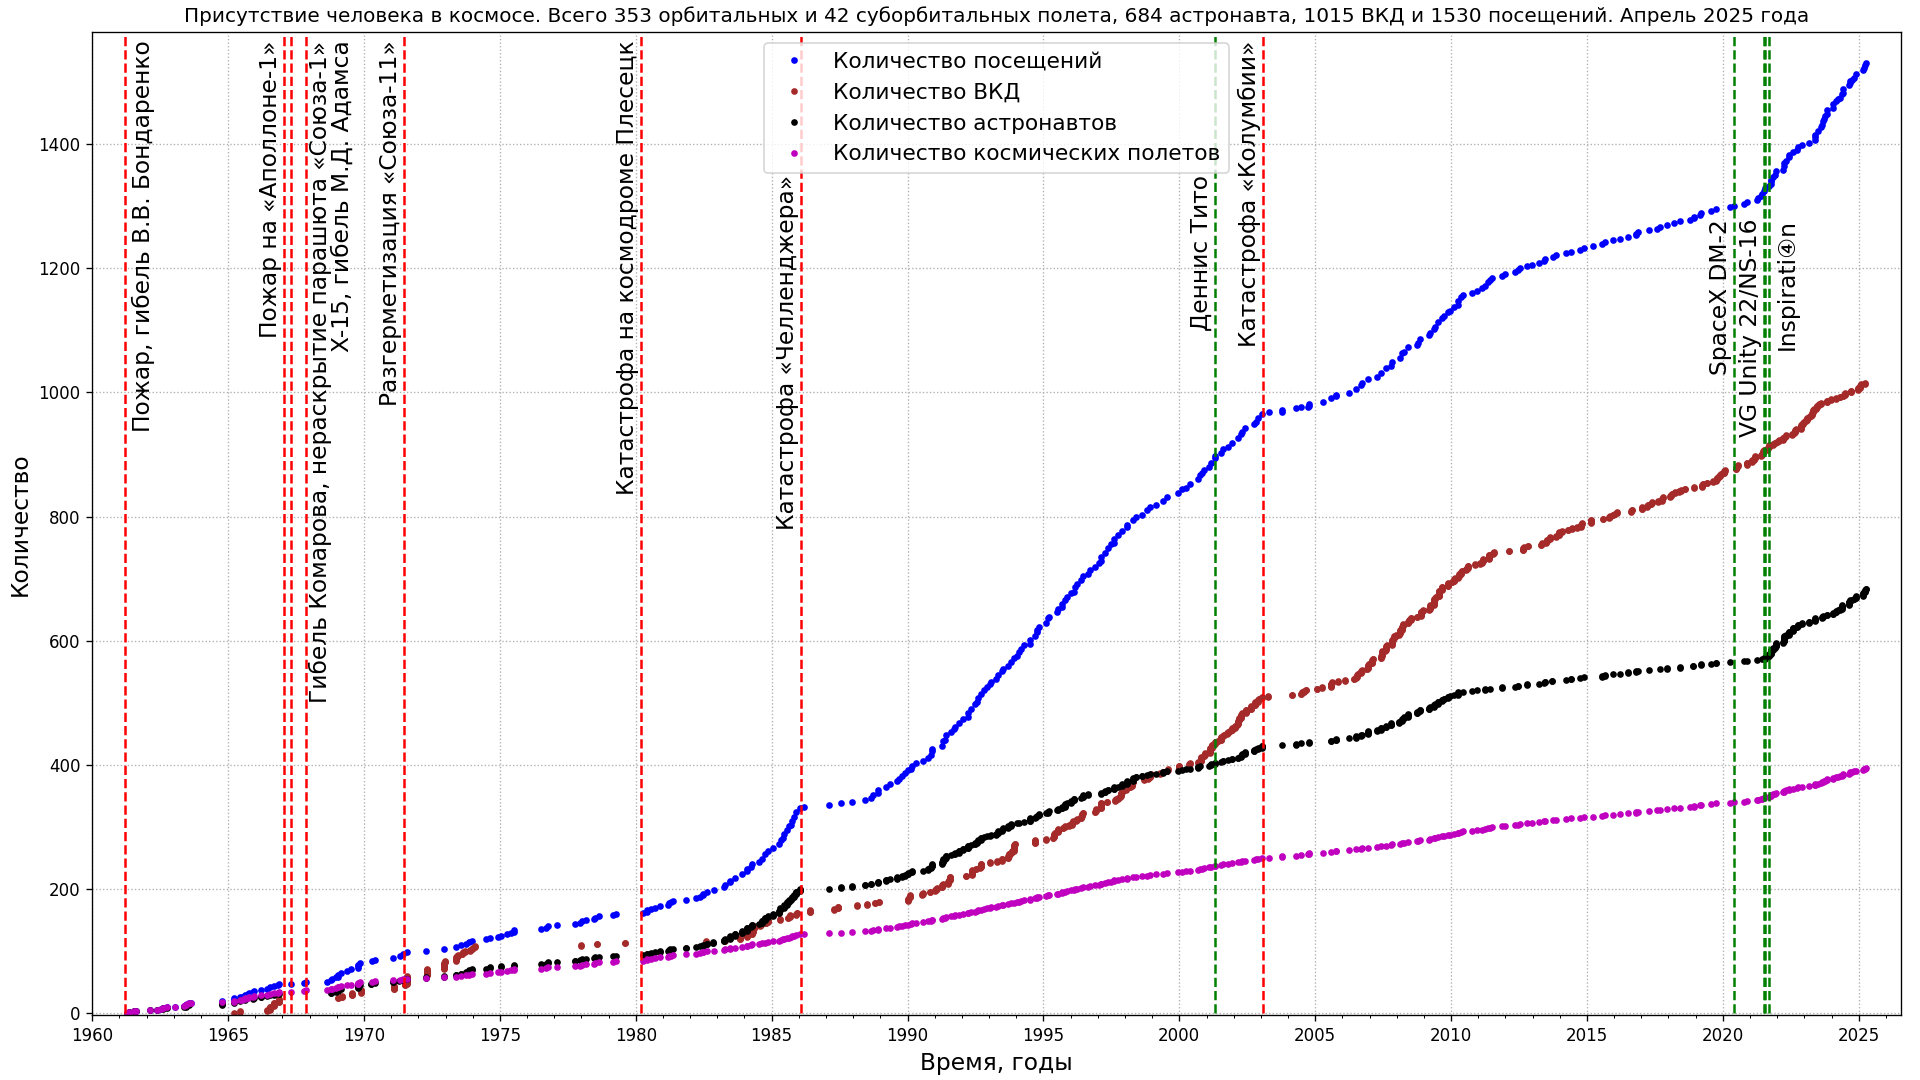 Присутствие человека в космосе. Всего 353 орбитальных и 42 суборбитальных полета, 684 астронавта, 1015 ВКД и 1530 посещений. Апрель 2025 года
Количество посещений
Количество ВКД
Количество астронавтов
Количество космических полетов
Пожар, гибель В.В. Бондаренко
Пожар на «Аполлоне-1»
Гибель Комарова, нераскрытие парашюта «Союза-1»
X-15, гибель М.Д. Адамса
Разгерметизация «Союза-11»
Катастрофа на космодроме Плесецк
Катастрофа «Челленджера»
Деннис Тито
Катастрофа «Колумбии»
SpaceX DM-2
VG Unity 22/NS-16
Inspirati④n
Количество
1400
1200
1000
800
600
400
200
0
1960 1965 1970 1975 1980 1985 1990 1995 2000 2005 2010 2015 2020 2025
Время, годы